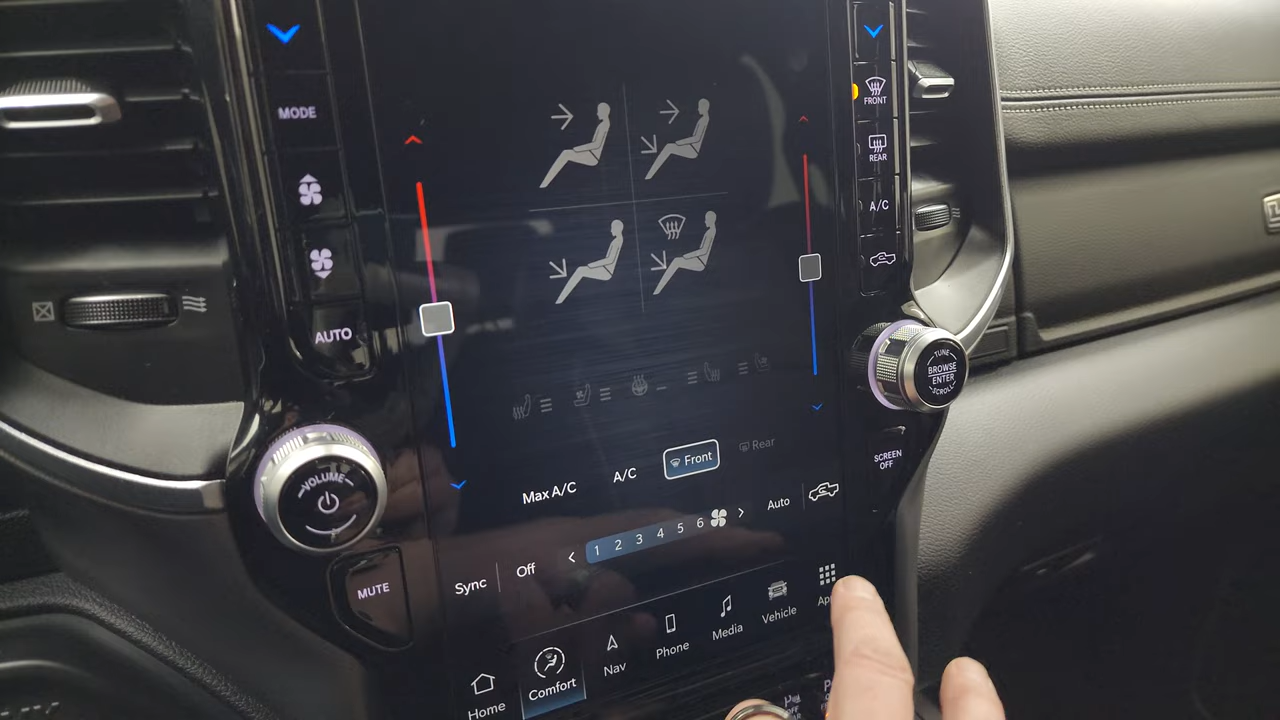 MODE
AUTO
VOLUME
MUTE
FRONT
REAR
A/C
TUNE
BROWSE
ENTER
SCROLL
SCREEN
OFF
Max A/C
A/C
Front
Rear
Sync
Off
1 2 3 4 5 6
Auto
Home
Comfort
Nav
Phone
Media
Vehicle